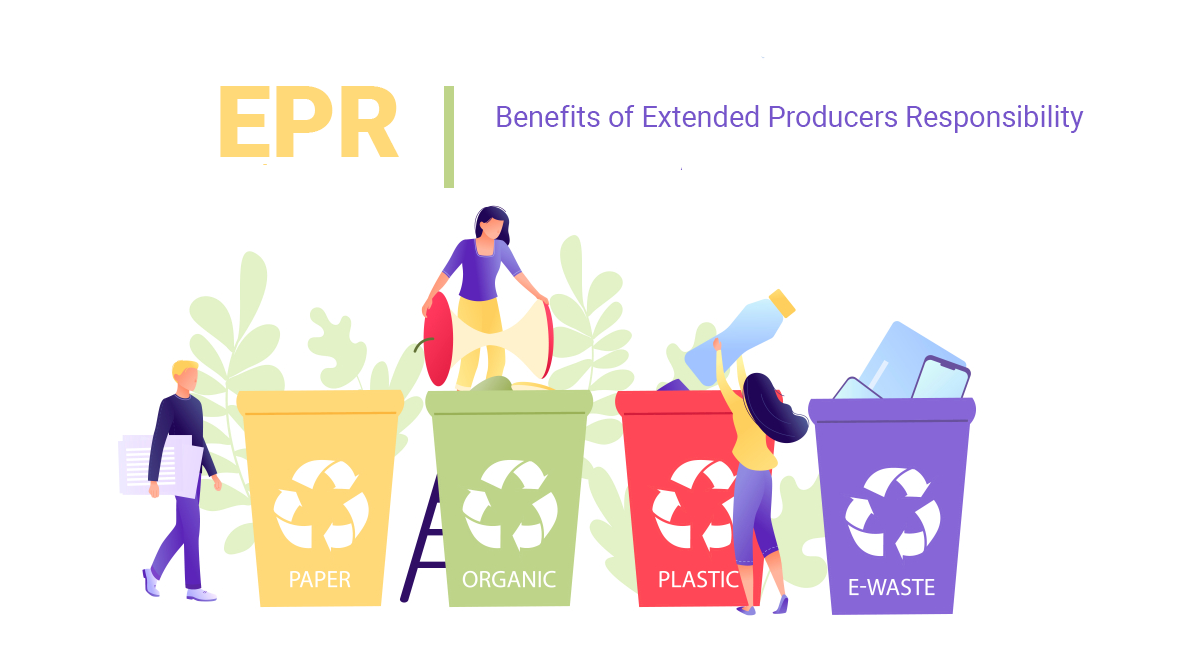 EPR
Benefits of Extended Producers Responsibility
PAPER
ORGANIC
PLASTIC
E-WASTE